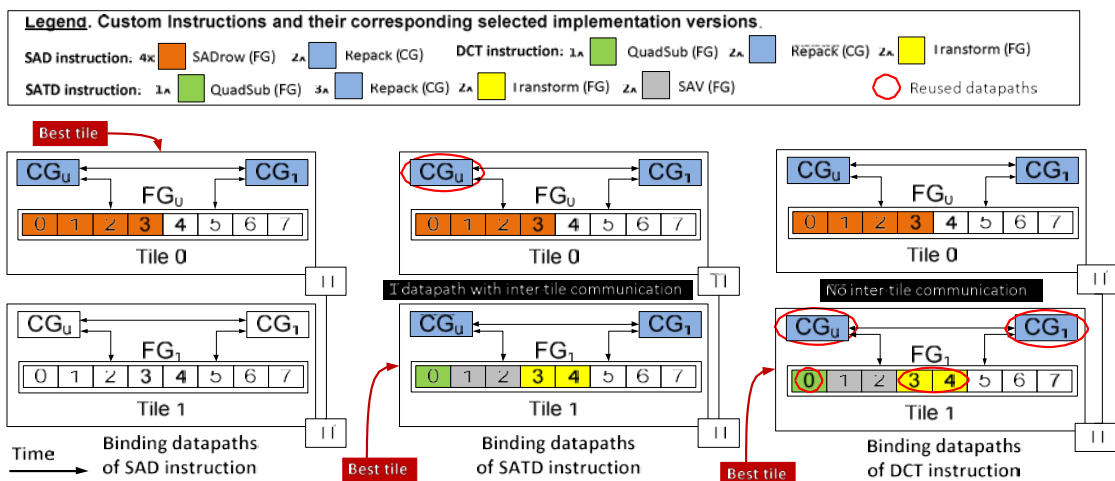 Legend. Custom Instructions and their corresponding selected implementation versions.
SAD instruction: 4x SADrow (FG) 2x Repack (CG) DCT instruction: 1x QuadSub (FG) 2x Repack (CG) 2x Transform (FG)
SATD instruction: 1x QuadSub (FG) 3x Repack (CG) 2x Transform (FG) 2x SAV (FG) Reused datapaths
Best tile
CG0 CG1
FG0
0 1 2 3 4 5 6 7
Tile 0
CG0 CG1
FG1
0 1 2 3 4 5 6 7
Tile 1
Time
Binding datapaths
of SAD instruction
CG0 CG1
FG0
0 1 2 3 4 5 6 7
Tile 0
1 datapath with inter-tile communication
CG0 CG1
FG1
0 1 2 3 4 5 6 7
Tile 1
Best tile
Binding datapaths
of SATD instruction
CG0 CG1
FG0
0 1 2 3 4 5 6 7
Tile 0
No inter-tile communication
CG0 CG1
FG1
0 1 2 3 4 5 6 7
Tile 1
Best tile
Binding datapaths
of DCT instruction